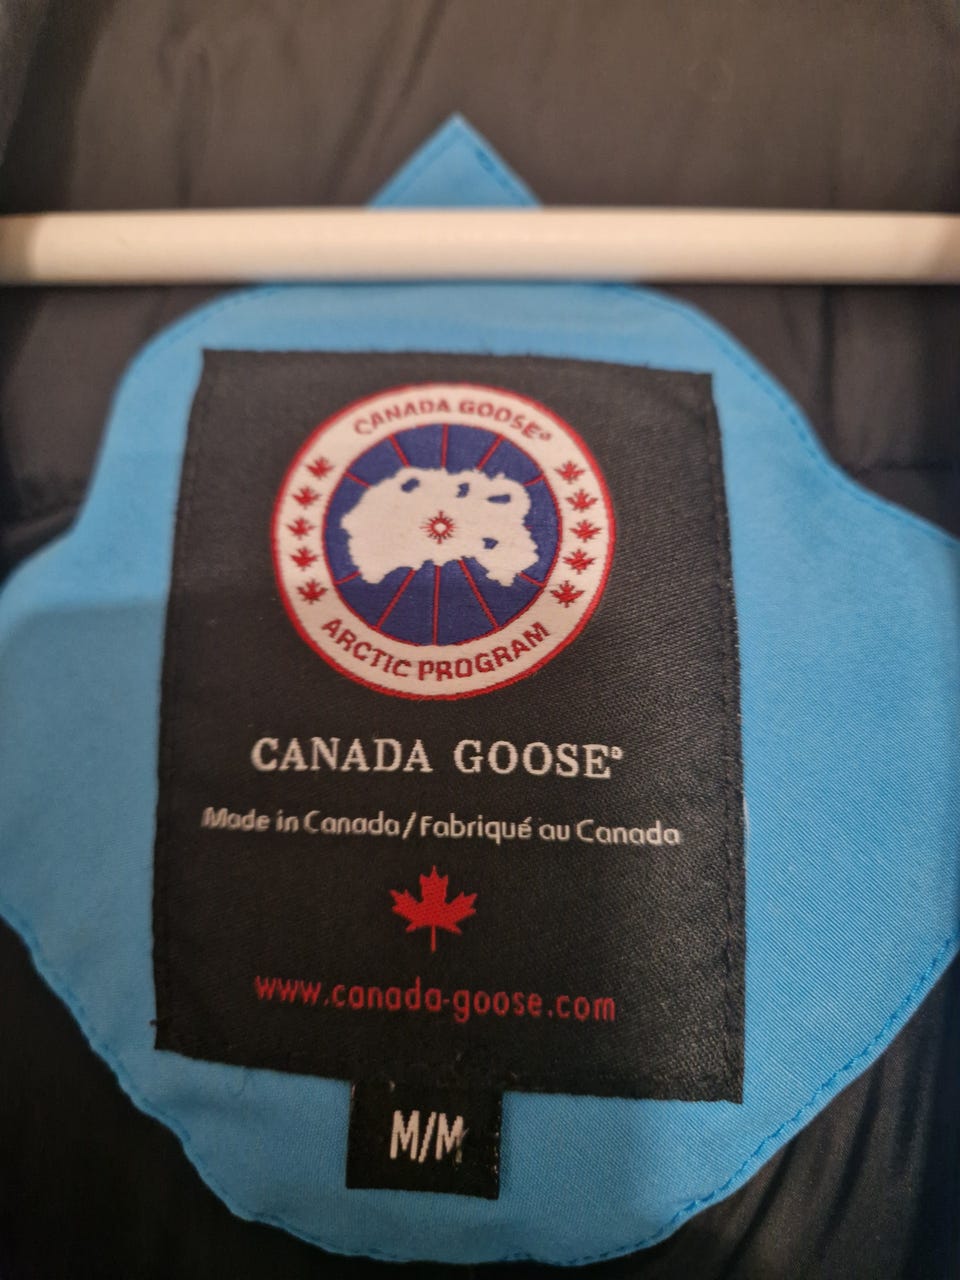 CANADA GOOSE®
ARCTIC PROGRAM
CANADA GOOSE®
Made in Canada/Fabriqué au Canada
www.canada-goose.com
M/M